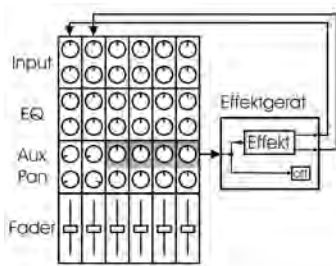 Input
EQ
Effektgerät
Aux
Effekt
Pan
off
Fader